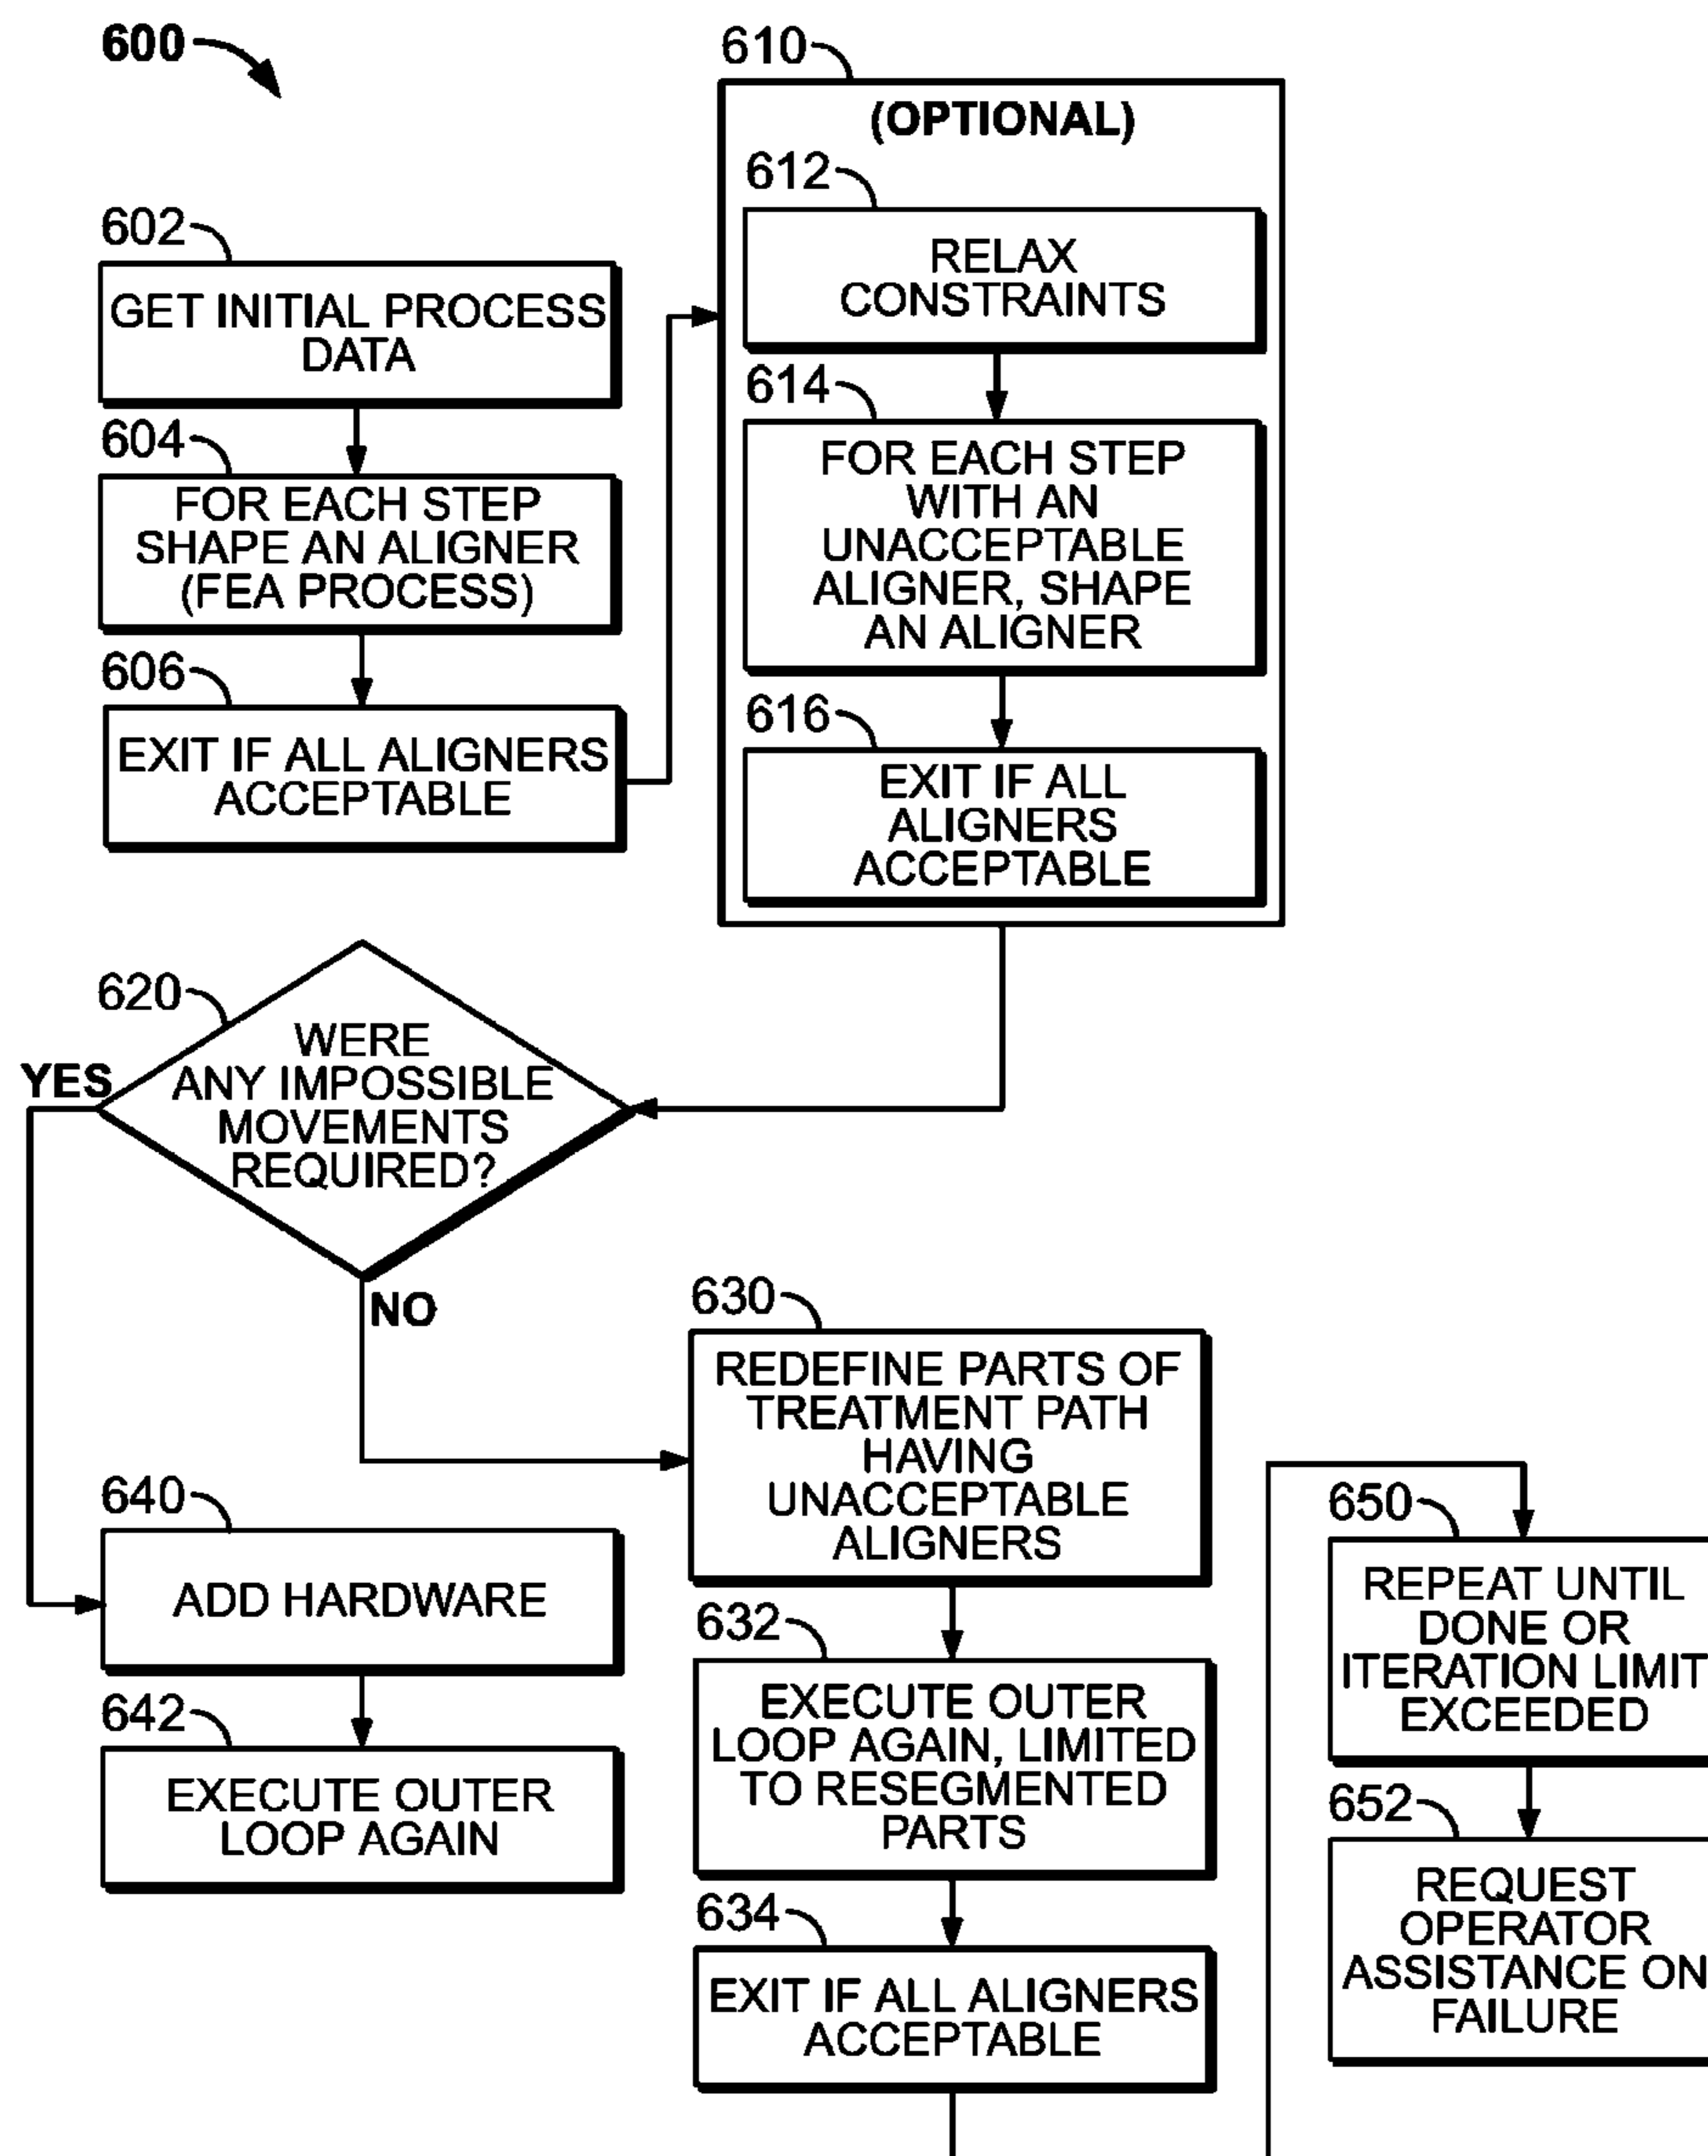 600
602
GET INITIAL PROCESS
DATA
604
FOR EACH STEP
SHAPE AN ALIGNER
(FEA PROCESS)
606
EXIT IF ALL ALIGNERS
ACCEPTABLE
610
(OPTIONAL)
612
RELAX
CONSTRAINTS
614
FOR EACH STEP
WITH AN
UNACCEPTABLE
ALIGNER, SHAPE
AN ALIGNER
616
EXIT IF ALL
ALIGNERS
ACCEPTABLE
620
WERE
ANY IMPOSSIBLE
MOVEMENTS
REQUIRED?
YES
NO
640
ADD HARDWARE
642
EXECUTE OUTER
LOOP AGAIN
630
REDEFINE PARTS OF
TREATMENT PATH
HAVING
UNACCEPTABLE
ALIGNERS
632
EXECUTE OUTER
LOOP AGAIN, LIMITED
TO RESEGMENTED
PARTS
634
EXIT IF ALL ALIGNERS
ACCEPTABLE
650
REPEAT UNTIL
DONE OR
ITERATION LIMIT
EXCEEDED
652
REQUEST
OPERATOR
ASSISTANCE ON
FAILURE